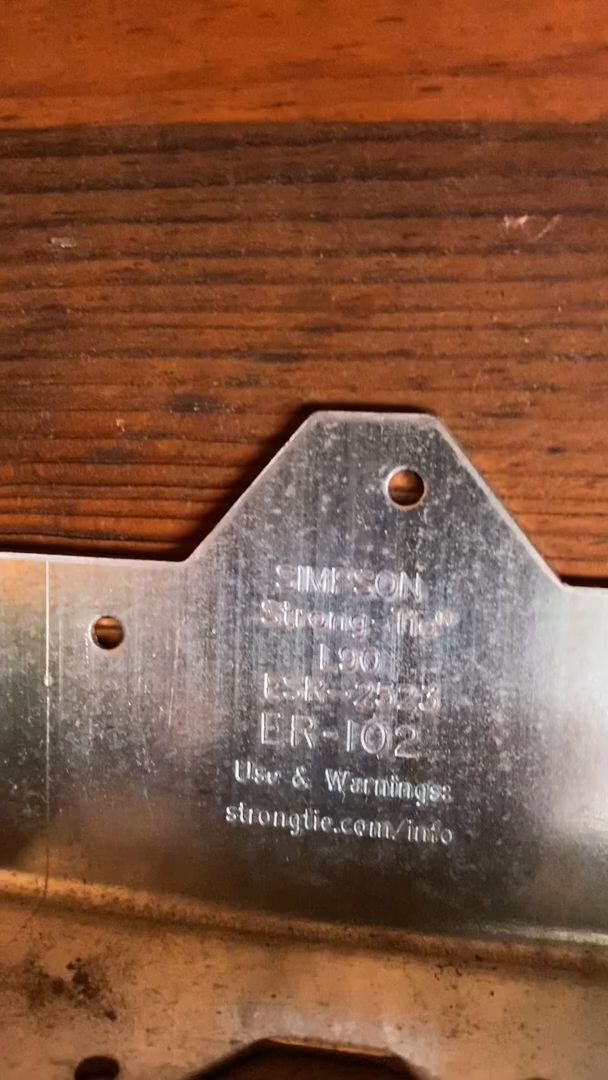 SIMPSON
Strong-Tie®
L90
ESR-2523
ER-102
Use & Warnings:
strongtie.com/info